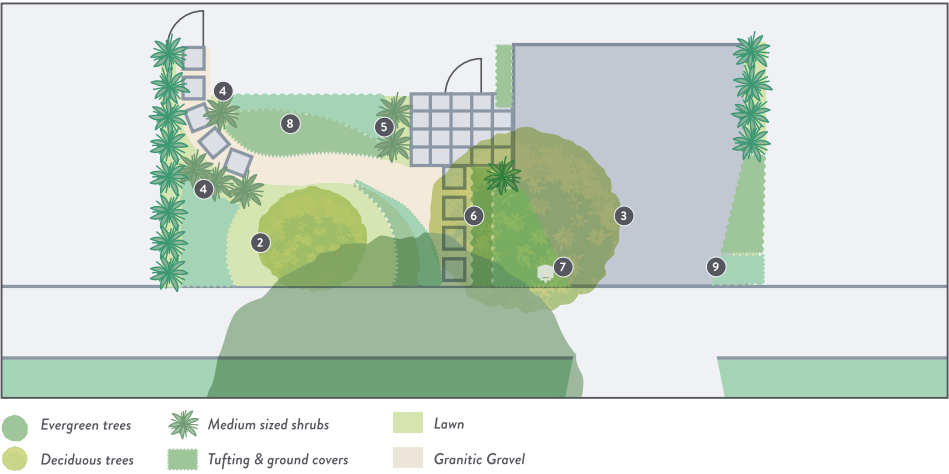 4
8
5
4
6
3
2
7
9
Evergreen trees
Medium sized shrubs
Lawn
Deciduous trees
Tufting & ground covers
Granitic Gravel